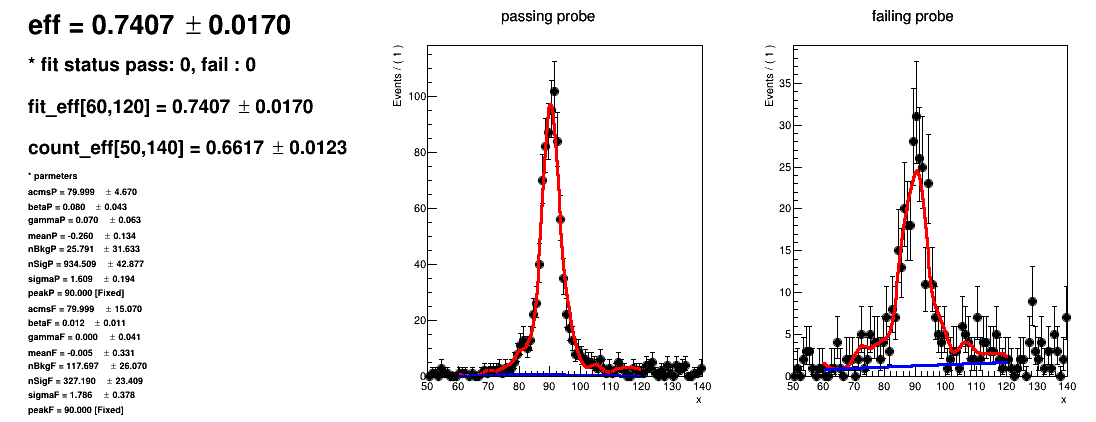 eff = 0.7407 ± 0.0170
* fit status pass: 0, fail : 0
fit_eff[60,120] = 0.7407 ± 0.0170
count_eff[50,140] = 0.6617 ± 0.0123
* parmeters
acmsP = 79.999 ± 4.670
betaP = 0.080 ± 0.043
gammaP = 0.070 ± 0.063
meanP = -0.260 ± 0.134
nBkgP = 25.791 ± 31.633
nSigP = 934.509 ± 42.877
sigmaP = 1.609 ± 0.194
peakP = 90.000 [Fixed]
acmsF = 79.999 ± 15.070
betaF = 0.012 ± 0.011
gammaF = 0.000 ± 0.041
meanF = -0.005 ± 0.331
nBkgF = 117.697 ± 26.070
nSigF = 327.190 ± 23.409
sigmaF = 1.786 ± 0.378
peakF = 90.000 [Fixed]
passing probe
Events / ( 1 )
100
80
60
40
20
0
50 60 70 80 90 100 110 120 130 140
x
failing probe
Events / ( 1 )
35
30
25
20
15
10
5
0
50 60 70 80 90 100 110 120 130 140
x